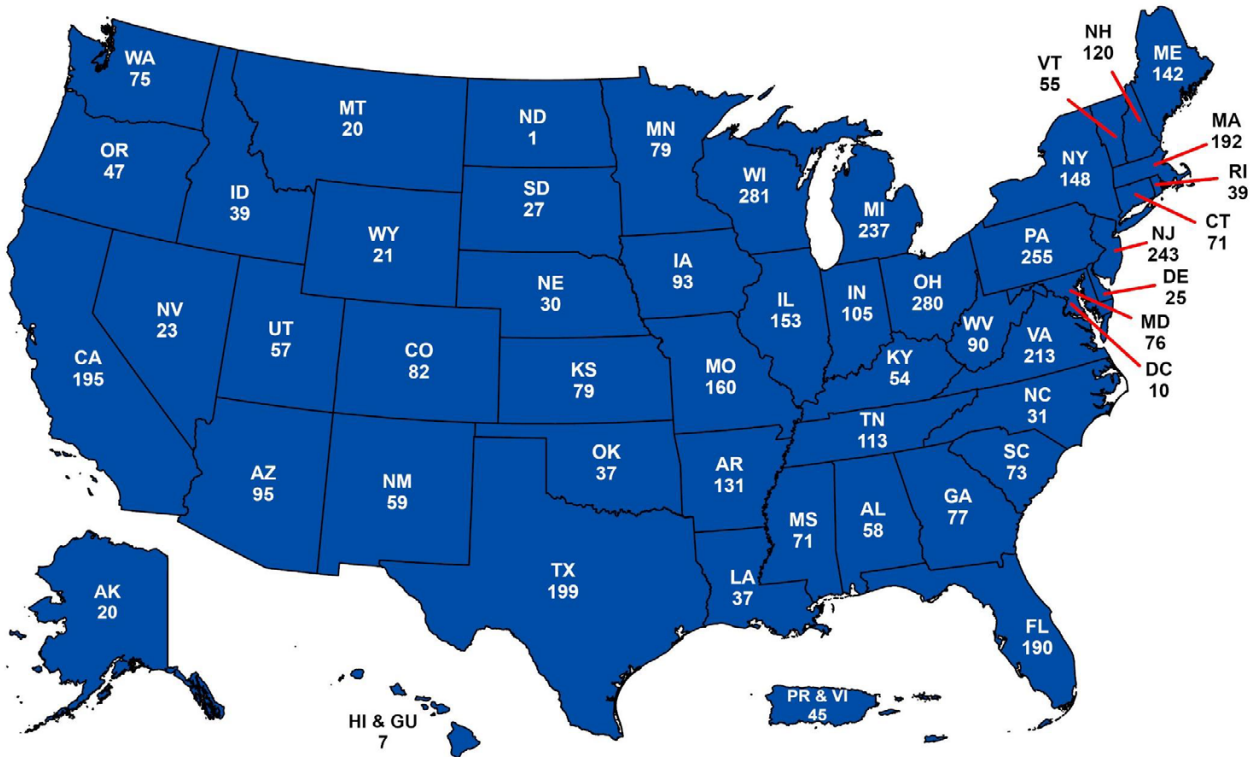 WA
75
OR
47
CA
195
NV
23
ID
39
MT
20
WY
21
UT
57
AZ
95
CO
82
NM
59
ND
1
SD
27
NE
30
KS
79
OK
37
TX
199
MN
79
IA
93
MO
160
AR
131
LA
37
WI
281
IL
153
MI
237
IN
105
OH
280
KY
54
TN
113
MS
71
AL
58
GA
77
FL
190
SC
73
NC
31
VA
213
WV
90
PA
255
NY
148
VT
55
NH
120
ME
142
MA
192
RI
39
CT
71
NJ
243
DE
25
MD
76
DC
10
AK
20
HI & GU
7
PR & VI
45